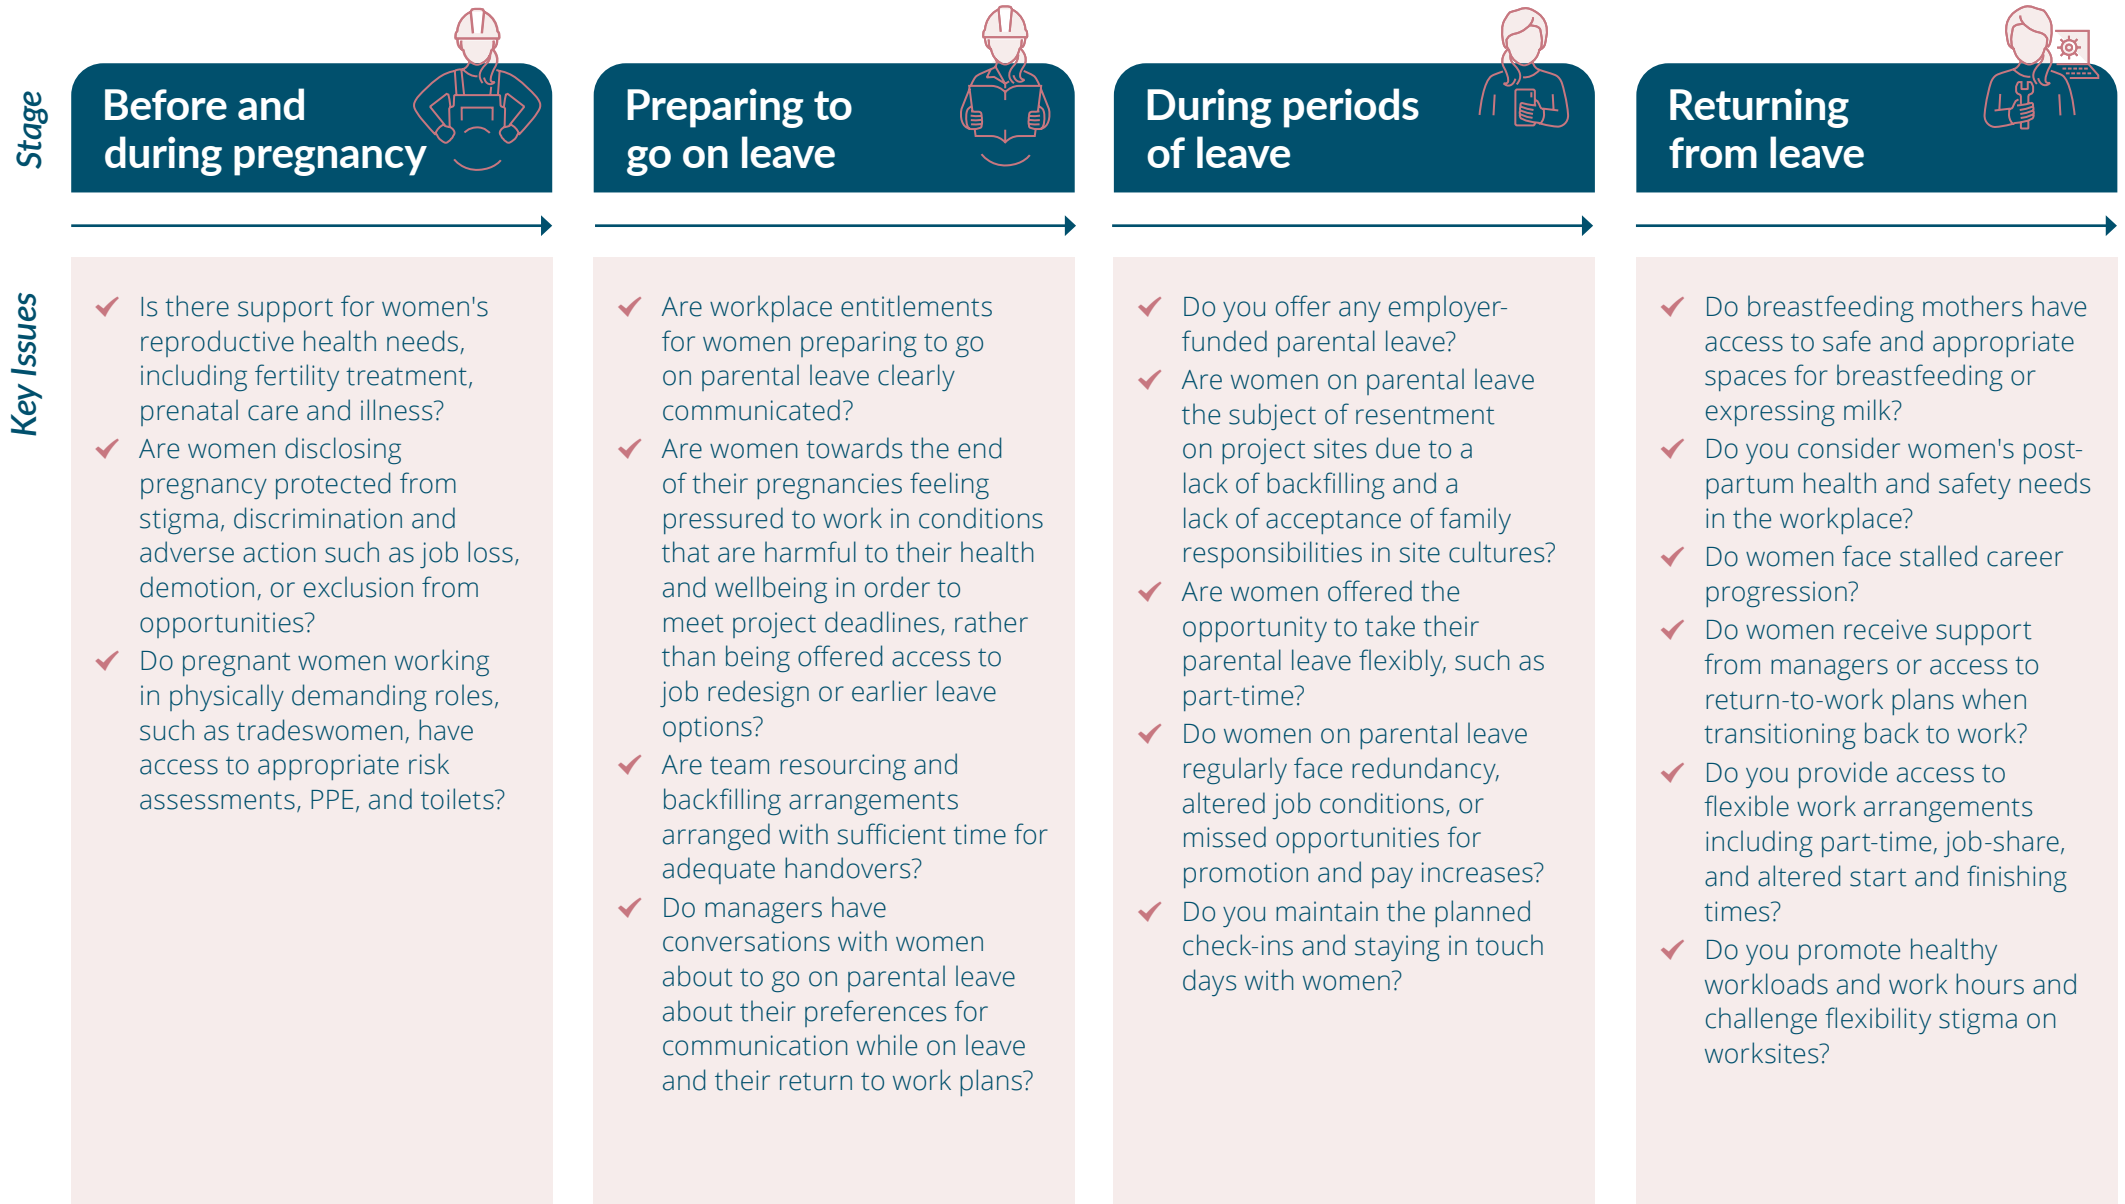 Stage
Before and
during pregnancy
Preparing to
go on leave
During periods
of leave
Returning
from leave
Key Issues
Is there support for women's
reproductive health needs,
including fertility treatment,
prenatal care and illness?
Are women disclosing
pregnancy protected from
stigma, discrimination and
adverse action such as job loss,
demotion, or exclusion from
opportunities?
Do pregnant women working
in physically demanding roles,
such as tradeswomen, have
access to appropriate risk
assessments, PPE, and toilets?
Are workplace entitlements
for women preparing to go
on parental leave clearly
communicated?
Are women towards the end
of their pregnancies feeling
pressured to work in conditions
that are harmful to their health
and wellbeing in order to
meet project deadlines, rather
than being offered access to
job redesign or earlier leave
options?
Are team resourcing and
backfilling arrangements
arranged with sufficient time for
adequate handovers?
Do managers have
conversations with women
about to go on parental leave
about their preferences for
communication while on leave
and their return to work plans?
Do you offer any employer-
funded parental leave?
Are women on parental leave
the subject of resentment
on project sites due to a
lack of backfilling and a
lack of acceptance of family
responsibilities in site cultures?
Are women offered the
opportunity to take their
parental leave flexibly, such as
part-time?
Do women on parental leave
regularly face redundancy,
altered job conditions, or
missed opportunities for
promotion and pay increases?
Do you maintain the planned
check-ins and staying in touch
days with women?
Do breastfeeding mothers have
access to safe and appropriate
spaces for breastfeeding or
expressing milk?
Do you consider women's post-
partum health and safety needs
in the workplace?
Do women face stalled career
progression?
Do women receive support
from managers or access to
return-to-work plans when
transitioning back to work?
Do you provide access to
flexible work arrangements
including part-time, job-share,
and altered start and finishing
times?
Do you promote healthy
workloads and work hours and
challenge flexibility stigma on
worksites?